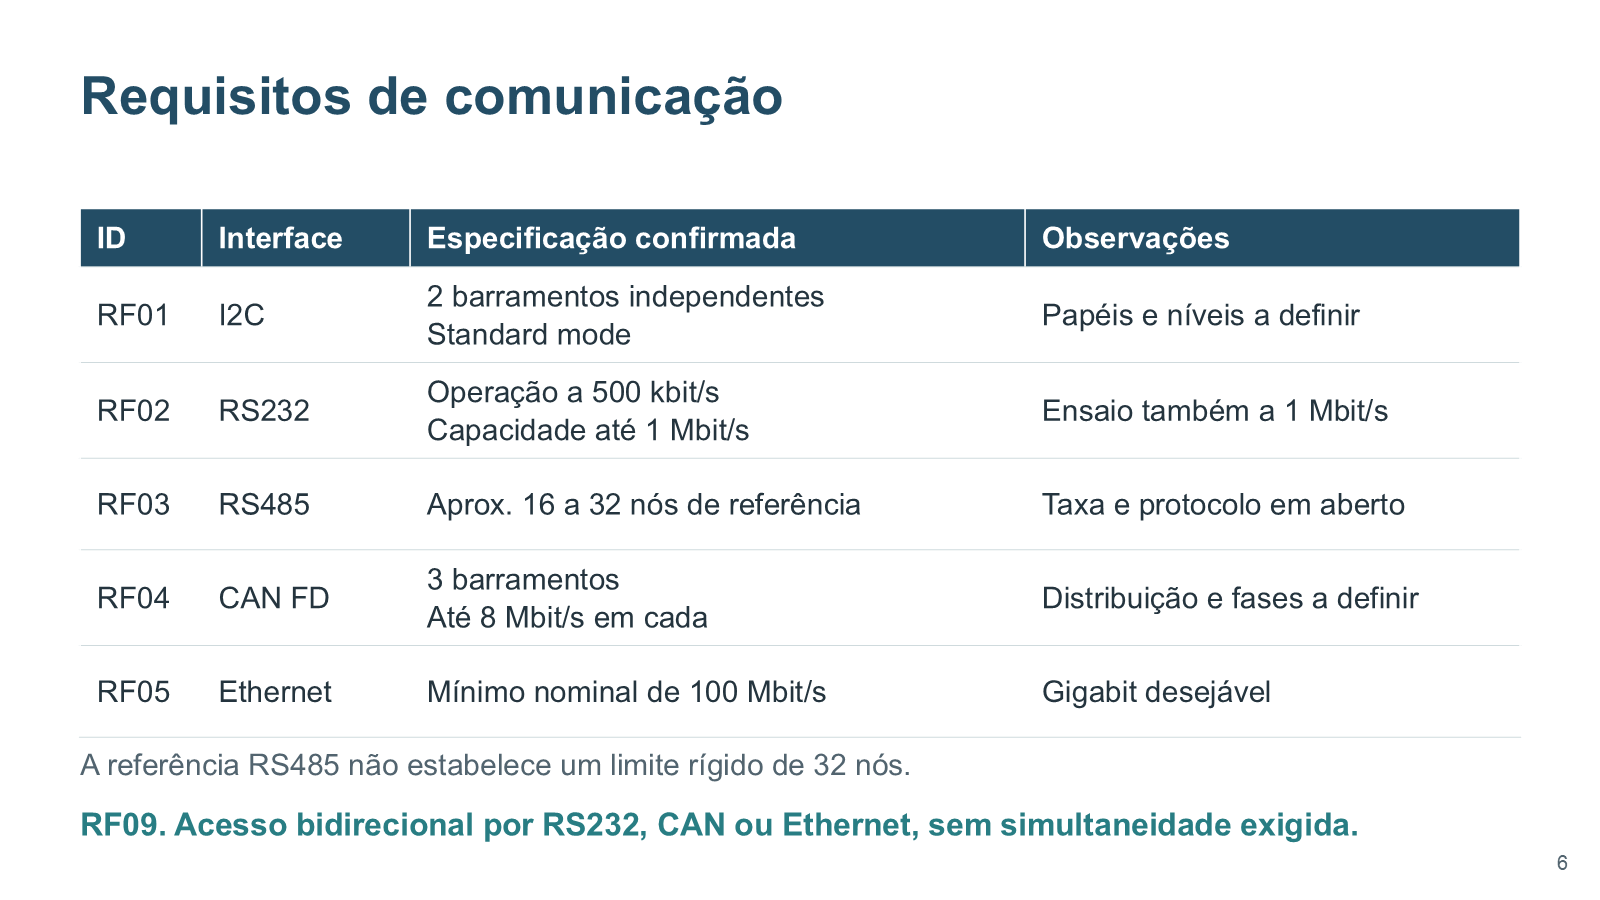 Requisitos de comunicação
ID Interface Especificação confirmada Observações
RF01 I2C 2 barramentos independentes
Standard mode Papéis e níveis a definir
RF02 RS232 Operação a 500 kbit/s
Capacidade até 1 Mbit/s Ensaio também a 1 Mbit/s
RF03 RS485 Aprox. 16 a 32 nós de referência Taxa e protocolo em aberto
RF04 CAN FD 3 barramentos
Até 8 Mbit/s em cada Distribuição e fases a definir
RF05 Ethernet Mínimo nominal de 100 Mbit/s Gigabit desejável
A referência RS485 não estabelece um limite rígido de 32 nós.
RF09. Acesso bidirecional por RS232, CAN ou Ethernet, sem simultaneidade exigida.
6